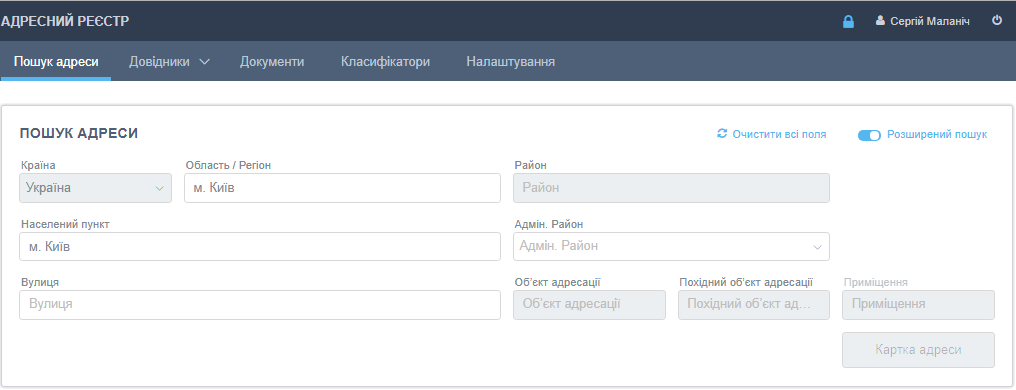 АДРЕСНИЙ РЕЄСТР
Сергій Маланіч
Пошук адреси Довідники Документи Класифікатори Налаштування
ПОШУК АДРЕСИ
Очистити всі поля
Розширений пошук
Країна Область / Регіон Район
Україна м. Київ Район
Населений пункт Адмін. Район
м. Київ Адмін. Район
Вулиця Об'єкт адресації Похідний об'єкт адресації Приміщення
Вулиця Об'єкт адресації Похідний об'єкт ад... Приміщення
Картка адреси